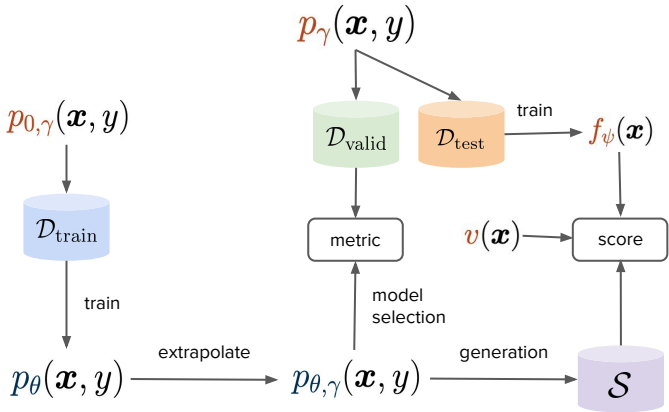 p_γ(x, y)
p_{0,γ}(x, y)
D_valid
D_test
train
f_ψ(x)
D_train
metric
v(x)
score
train
model
selection
extrapolate
generation
p_θ(x, y)
p_{θ,γ}(x, y)
S